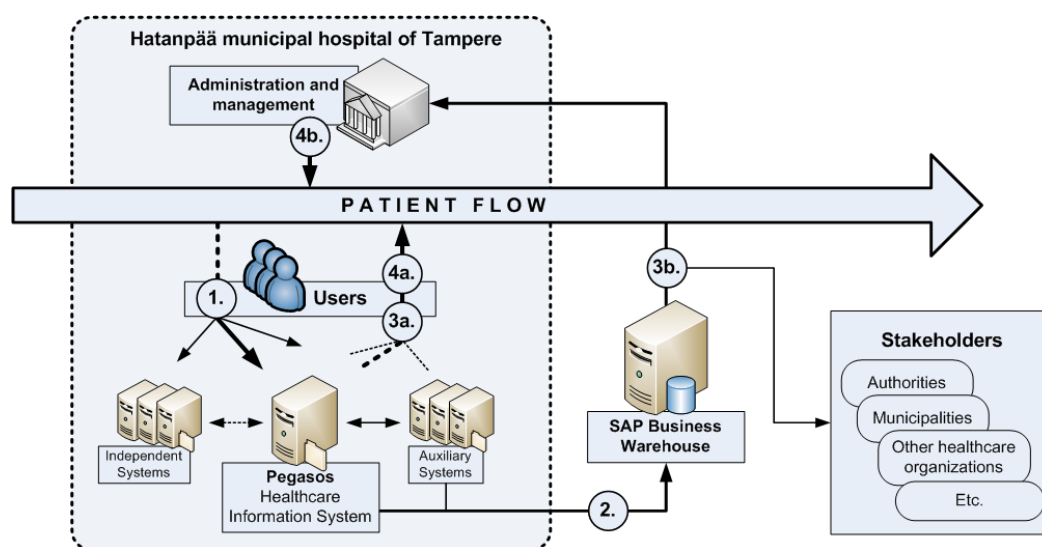 Hatanpää municipal hospital of Tampere
Administration and
management
4b.
PATIENT FLOW
1.
Users
4a.
3a.
3b.
Independent
Systems
Pegasos
Healthcare
Information System
Auxiliary
Systems
2.
SAP Business
Warehouse
Stakeholders
Authorities
Municipalities
Other healthcare
organizations
Etc.